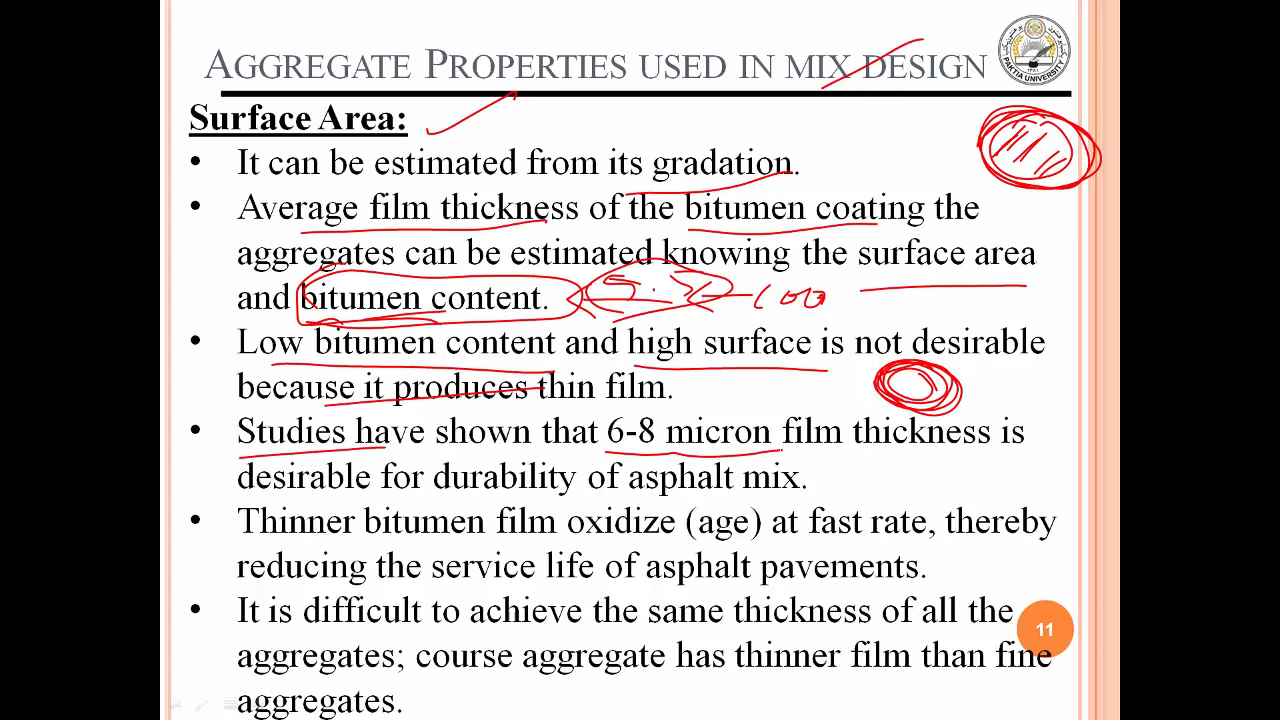 AGGREGATE PROPERTIES USED IN MIX DESIGN
PAKTIA UNIVERSITY
Surface Area:
• It can be estimated from its gradation.
• Average film thickness of the bitumen coating the
aggregates can be estimated knowing the surface area
and bitumen content.
• Low bitumen content and high surface is not desirable
because it produces thin film.
• Studies have shown that 6-8 micron film thickness is
desirable for durability of asphalt mix.
• Thinner bitumen film oxidize (age) at fast rate, thereby
reducing the service life of asphalt pavements.
• It is difficult to achieve the same thickness of all the
11
aggregates; course aggregate has thinner film than fine
aggregates.